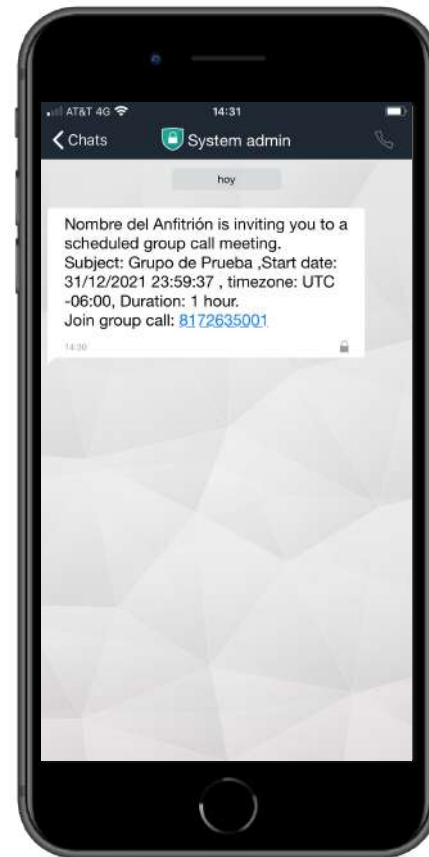 AT&T 4G 14:31
Chats System admin
hoy
Nombre del Anfitrión is inviting you to a
scheduled group call meeting.
Subject: Grupo de Prueba ,Start date:
31/12/2021 23:59:37 , timezone: UTC
-06:00, Duration: 1 hour.
Join group call: 8172635001
14:30